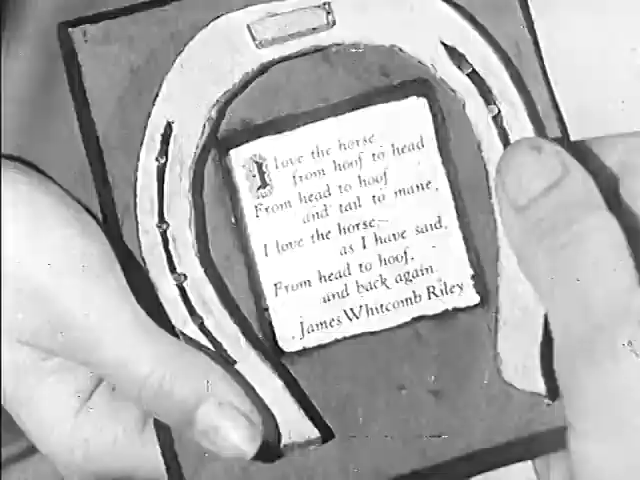 I love the horse
from hoof to head
From head to hoof
and tail to mane,
I love the horse,—
as I have said,
From head to hoof,
and back again
James Whitcomb Riley